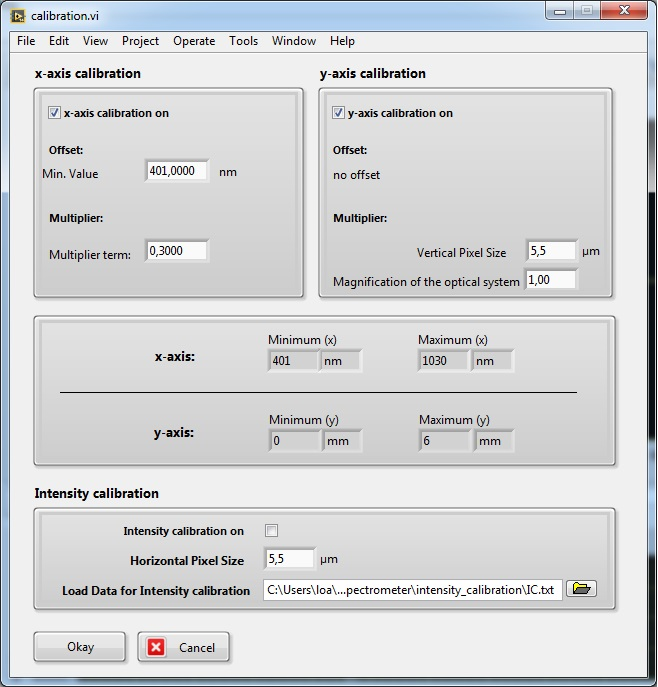 calibration.vi
File Edit View Project Operate Tools Window Help
x-axis calibration
y-axis calibration
x-axis calibration on
y-axis calibration on
Offset:
Offset:
Min. Value 401,0000 nm
no offset
Multiplier:
Multiplier:
Multiplier term: 0,3000
Vertical Pixel Size 5,5 µm
Magnification of the optical system 1,00
Minimum (x) Maximum (x)
x-axis: 401 nm 1030 nm
Minimum (y) Maximum (y)
y-axis: 0 mm 6 mm
Intensity calibration
Intensity calibration on
Horizontal Pixel Size 5,5 µm
Load Data for Intensity calibration C:\Users\loa\...pectrometer\intensity_calibration\IC.txt
Okay Cancel